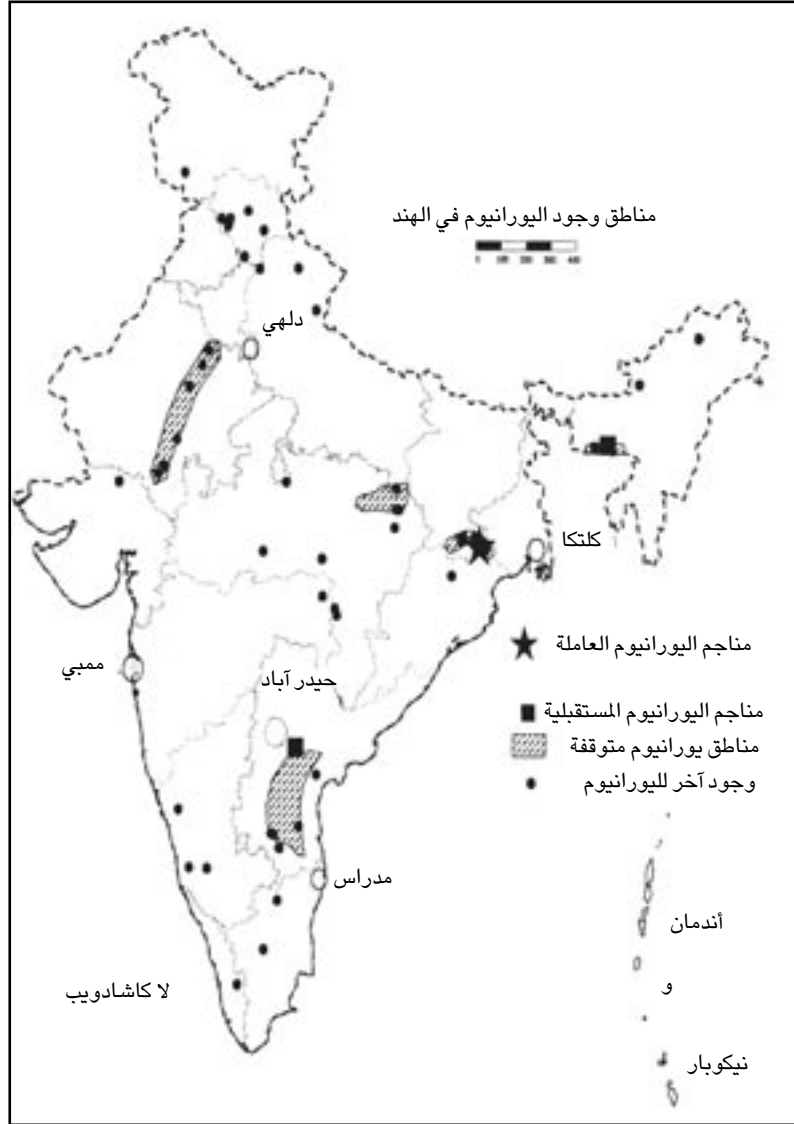 مناطق وجود اليورانيوم في الهند
دلهي
كلتكا
مناجم اليورانيوم العاملة
ممبي
حيدر آباد
مناجم اليورانيوم المستقبلية
مناطق يورانيوم متوقفة
وجود آخر لليورانيوم
مدراس
أندمان
و
لا كاشادويب
نيكوبار